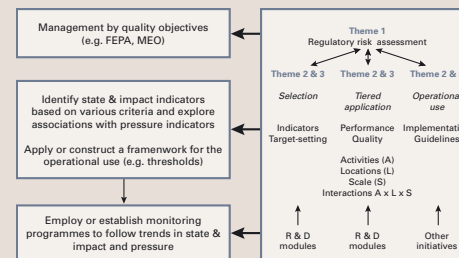 Management by quality objectives
(e.g. FEPA, MEO)
Identify state & impact indicators
based on various criteria and explore
associations with pressure indicators
Apply or construct a framenwork for the
operational use (e.g. thresholds)
Employ or establish monitoring
programmes to follow trends in state &
impact and pressure
Theme 1
Regulatory risk assessment
Theme 2 & 3
Theme 2 & 3
Theme 2 &
Selection
Tiered
application
Operationa
use
Indicators
Target-setting
Performance
Quality
Implementati
Guidelines
Activities (A)
Locations (L)
Scale (S)
Interactions A x L x S
R & D
modules
R & D
modules
Other
initiatives